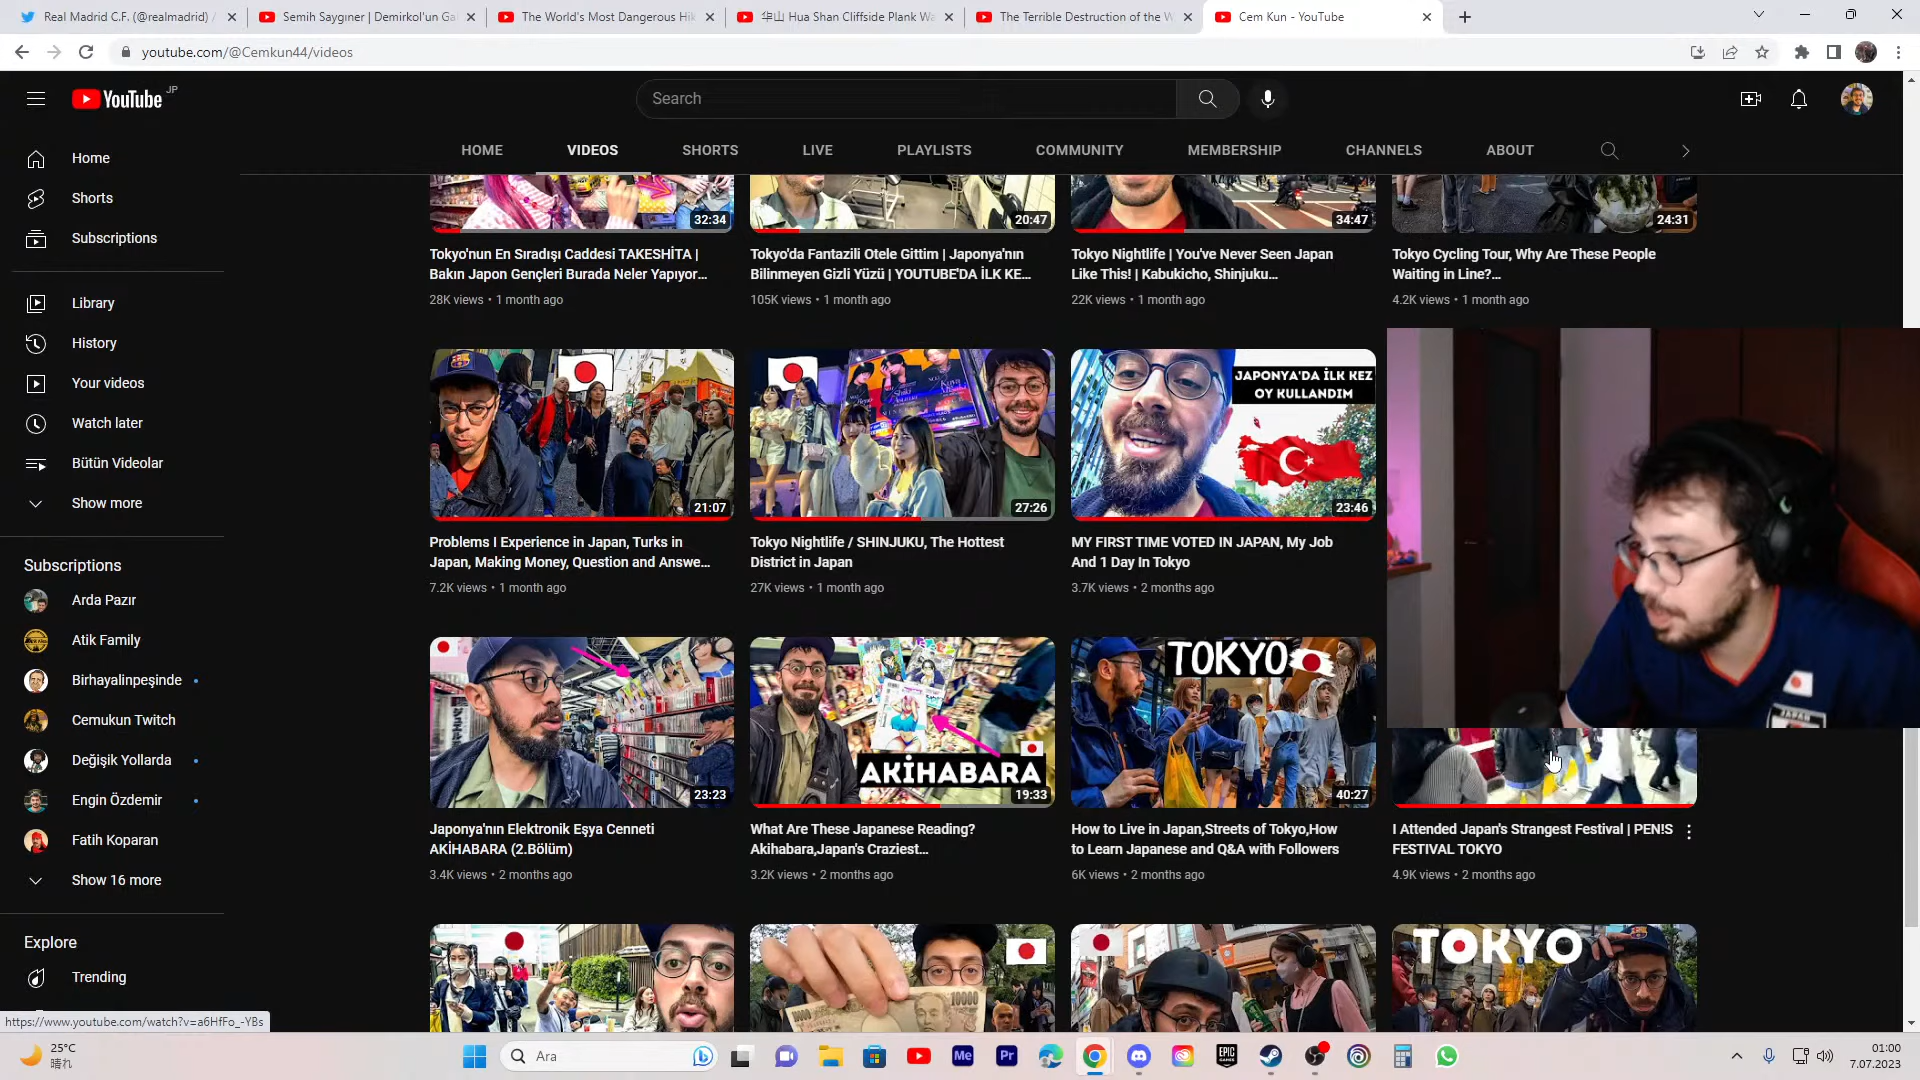 Real Madrid C.F. (@realmadrid) /
Semih Saygıner | Demirkol'un Ga
The World's Most Dangerous Hik
华山 Hua Shan Cliffside Plank Wa
The Terrible Destruction of the W
Cem Kun - YouTube
youtube.com/@Cemkun44/videos
YouTube JP
Search
HOME
VIDEOS
SHORTS
LIVE
PLAYLISTS
COMMUNITY
MEMBERSHIP
CHANNELS
ABOUT
Home
Shorts
Subscriptions
Library
History
Your videos
Watch later
Bütün Videolar
Show more
Subscriptions
Arda Pazır
Atik Family
Birhayalinpeşinde
Cemukun Twitch
Değişik Yollarda
Engin Özdemir
Fatih Koparan
Show 16 more
Explore
Trending
32:34
20:47
34:47
24:31
Tokyo'nun En Sıradışı Caddesi TAKESHİTA |
Bakın Japon Gençleri Burada Neler Yapıyor...
28K views • 1 month ago
Tokyo'da Fantazili Otele Gittim | Japonya'nın
Bilinmeyen Gizli Yüzü | YOUTUBE'DA İLK KE...
105K views • 1 month ago
Tokyo Nightlife | You've Never Seen Japan
Like This! | Kabukicho, Shinjuku...
22K views • 1 month ago
Tokyo Cycling Tour, Why Are These People
Waiting in Line?...
4.2K views • 1 month ago
21:07
27:26
JAPONYA'DA İLK KEZ
OY KULLANDIM
23:46
Problems I Experience in Japan, Turks in
Japan, Making Money, Question and Answe...
7.2K views • 1 month ago
Tokyo Nightlife / SHINJUKU, The Hottest
District in Japan
27K views • 1 month ago
MY FIRST TIME VOTED IN JAPAN, My Job
And 1 Day In Tokyo
3.7K views • 2 months ago
23:23
AKİHABARA
19:33
TOKYO
40:27
JAPAN
Japonya'nın Elektronik Eşya Cenneti
AKİHABARA (2.Bölüm)
3.4K views • 2 months ago
What Are These Japanese Reading?
Akihabara,Japan's Craziest...
3.2K views • 2 months ago
How to Live in Japan,Streets of Tokyo,How
to Learn Japanese and Q&A with Followers
6K views • 2 months ago
I Attended Japan's Strangest Festival | PEN!S
FESTIVAL TOKYO
4.9K views • 2 months ago
10000
TOKYO
https://www.youtube.com/watch?v=a6HfFo_-YBs
25°C
晴れ
Ara
Me
Pr
EPIC
GAMES
01:00
7.07.2023